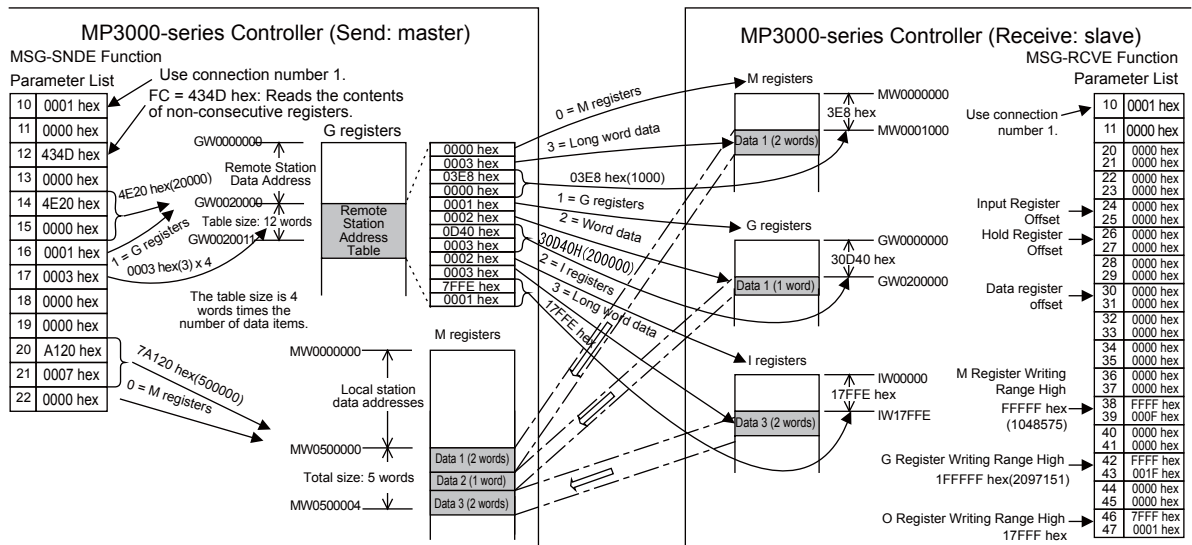 MP3000-series Controller (Send: master)
MSG-SNDE Function
Parameter List
10 0001 hex
11 0000 hex
12 434D hex
13 0000 hex
14 4E20 hex
15 0000 hex
16 0001 hex
17 0003 hex
18 0000 hex
19 0000 hex
20 A120 hex
21 0007 hex
22 0000 hex
Use connection number 1.
FC = 434D hex: Reads the contents
of non-consecutive registers.
4E20 hex(20000)
1 = G registers
0003 hex(3) x 4
The table size is 4
words times the
number of data items.
7A120 hex(500000)
0 = M registers
G registers
GW0000000
Remote Station
Data Address
GW0020000
Table size: 12 words
GW0020011
Remote
Station
Address
Table
0000 hex
0003 hex
03E8 hex
0000 hex
0001 hex
0002 hex
0D40 hex
0003 hex
0002 hex
0003 hex
7FFE hex
0001 hex
M registers
MW0000000
Local station
data addresses
MW0500000
Total size: 5 words
MW0500004
Data 1 (2 words)
Data 2 (1 word)
Data 3 (2 words)
0 = M registers
3 = Long word data
03E8 hex(1000)
1 = G registers
2 = Word data
30D40H(200000)
2 = I registers
3 = Long word data
17FFE hex
MP3000-series Controller (Receive: slave)
MSG-RCVE Function
Parameter List
M registers
MW0000000
3E8 hex
MW0001000
Data 1 (2 words)
G registers
GW0000000
30D40 hex
GW0200000
Data 1 (1 word)
I registers
IW00000
17FFE hex
IW17FFE
Data 3 (2 words)
Use connection
number 1.
Input Register
Offset
Hold Register
Offset
Data register
offset
M Register Writing
Range High
FFFFF hex
(1048575)
G Register Writing Range High
1FFFFF hex(2097151)
O Register Writing Range High
17FFF hex
10 0001 hex
11 0000 hex
20 0000 hex
21 0000 hex
22 0000 hex
23 0000 hex
24 0000 hex
25 0000 hex
26 0000 hex
27 0000 hex
28 0000 hex
29 0000 hex
30 0000 hex
31 0000 hex
32 0000 hex
33 0000 hex
34 0000 hex
35 0000 hex
36 0000 hex
37 0000 hex
38 FFFF hex
39 000F hex
40 0000 hex
41 0000 hex
42 FFFF hex
43 001F hex
44 0000 hex
45 0000 hex
46 7FFF hex
47 0001 hex